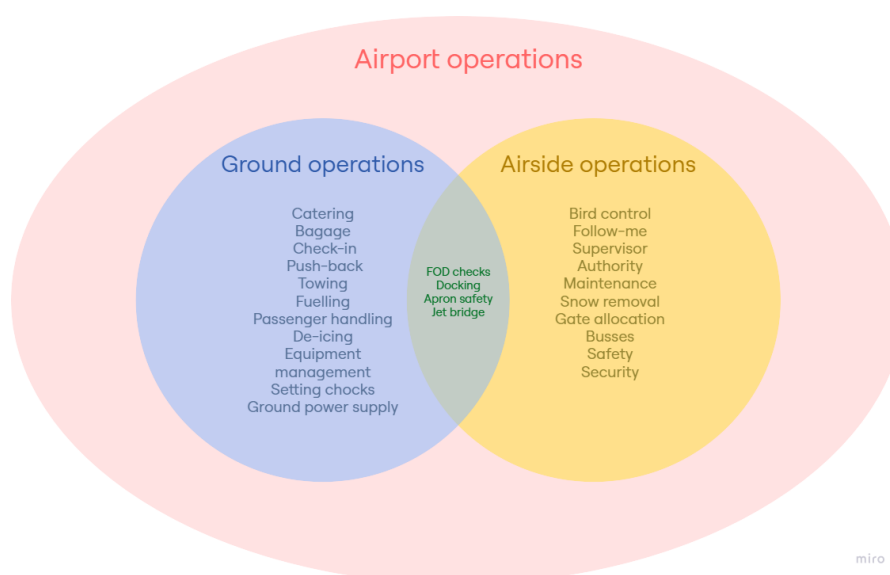 Airport operations
Ground operations
Catering
Bagage
Check-in
Push-back
Towing
Fuelling
Passenger handling
De-icing
Equipment
management
Setting chocks
Ground power supply
FOD checks
Docking
Apron safety
Jet bridge
Airside operations
Bird control
Follow-me
Supervisor
Authority
Maintenance
Snow removal
Gate allocation
Busses
Safety
Security
miro